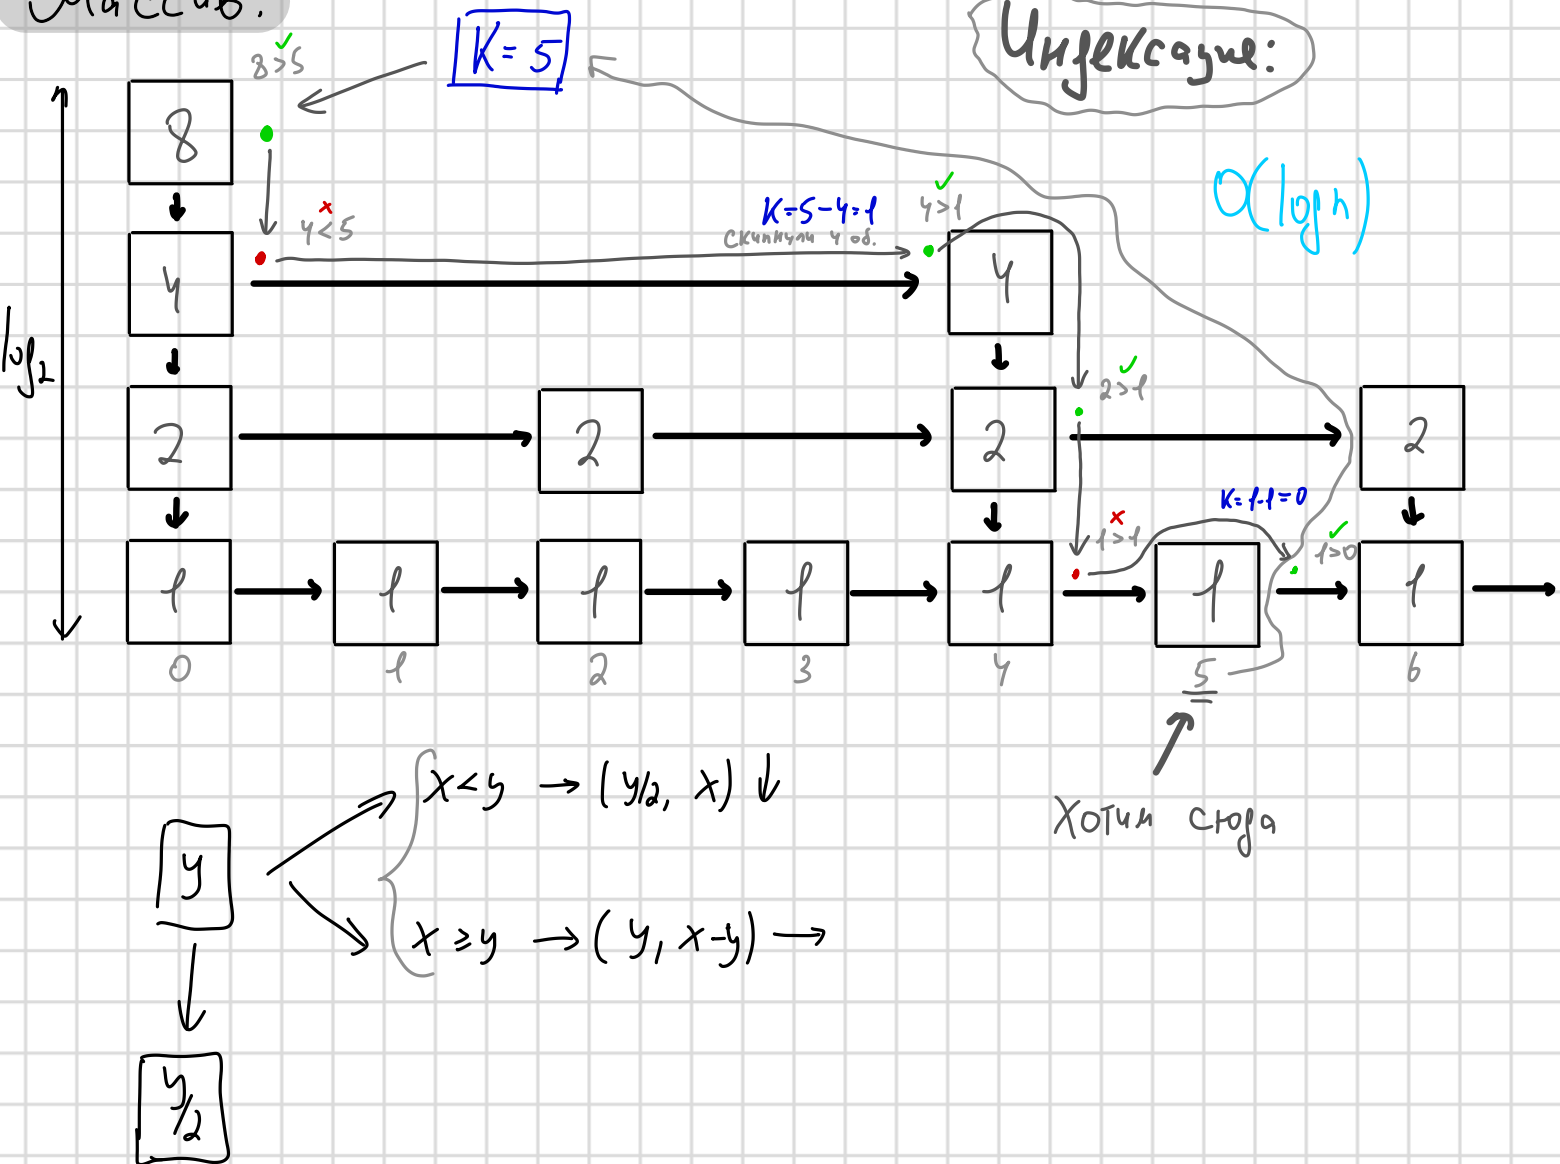 Массив:
Индексация:
K = 5
8 > 5
8
O(log n)
4 < 5
K = 5 - 4 = 1
Скипнули 4 об.
4 > 1
4
4
log₂
2 > 1
2
2
2
2
K = 1 - 1 = 0
1 > 1
1 > 0
1
1
1
1
1
1
1
0
1
2
3
4
5
6
Хотим сюда
x < y → (y/2, x) ↓
y
x ≥ y → (y, x-y) →
y/2